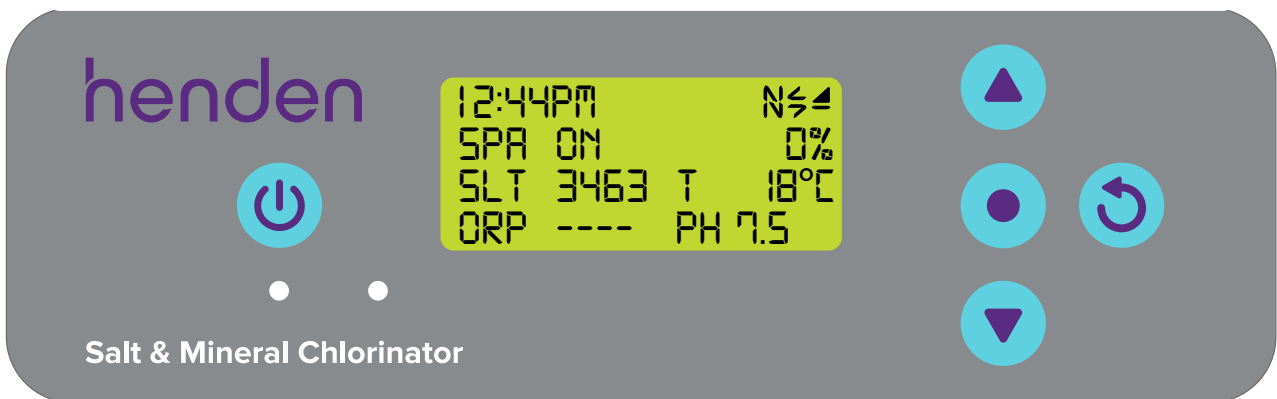 henden
12:44PM N
SPA ON 0%
SLT 3463 T 18°C
ORP ---- PH 7.5
Salt & Mineral Chlorinator